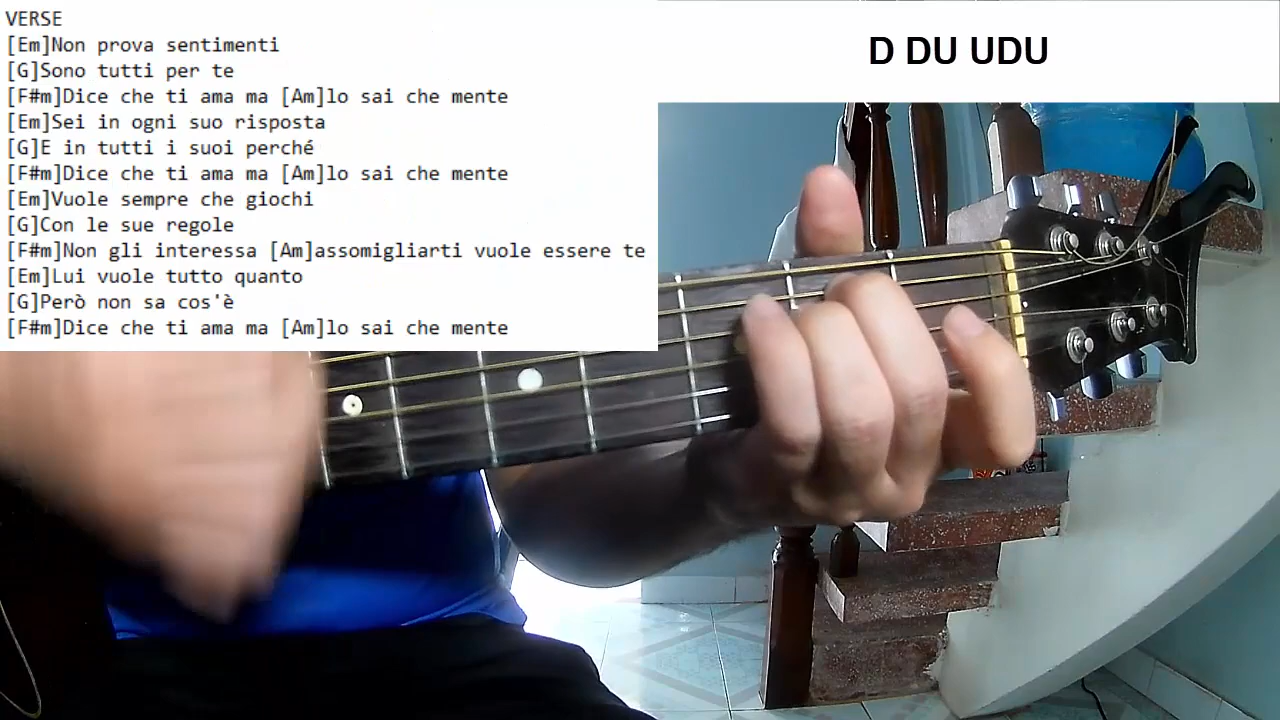 VERSE
[Em]Non prova sentimenti
[G]Sono tutti per te
[F#m]Dice che ti ama ma [Am]lo sai che mente
[Em]Sei in ogni suo risposta
[G]E in tutti i suoi perché
[F#m]Dice che ti ama ma [Am]lo sai che mente
[Em]Vuole sempre che giochi
[G]Con le sue regole
[F#m]Non gli interessa [Am]assomigliarti vuole essere te
[Em]Lui vuole tutto quanto
[G]Però non sa cos'è
[F#m]Dice che ti ama ma [Am]lo sai che mente
D DU UDU